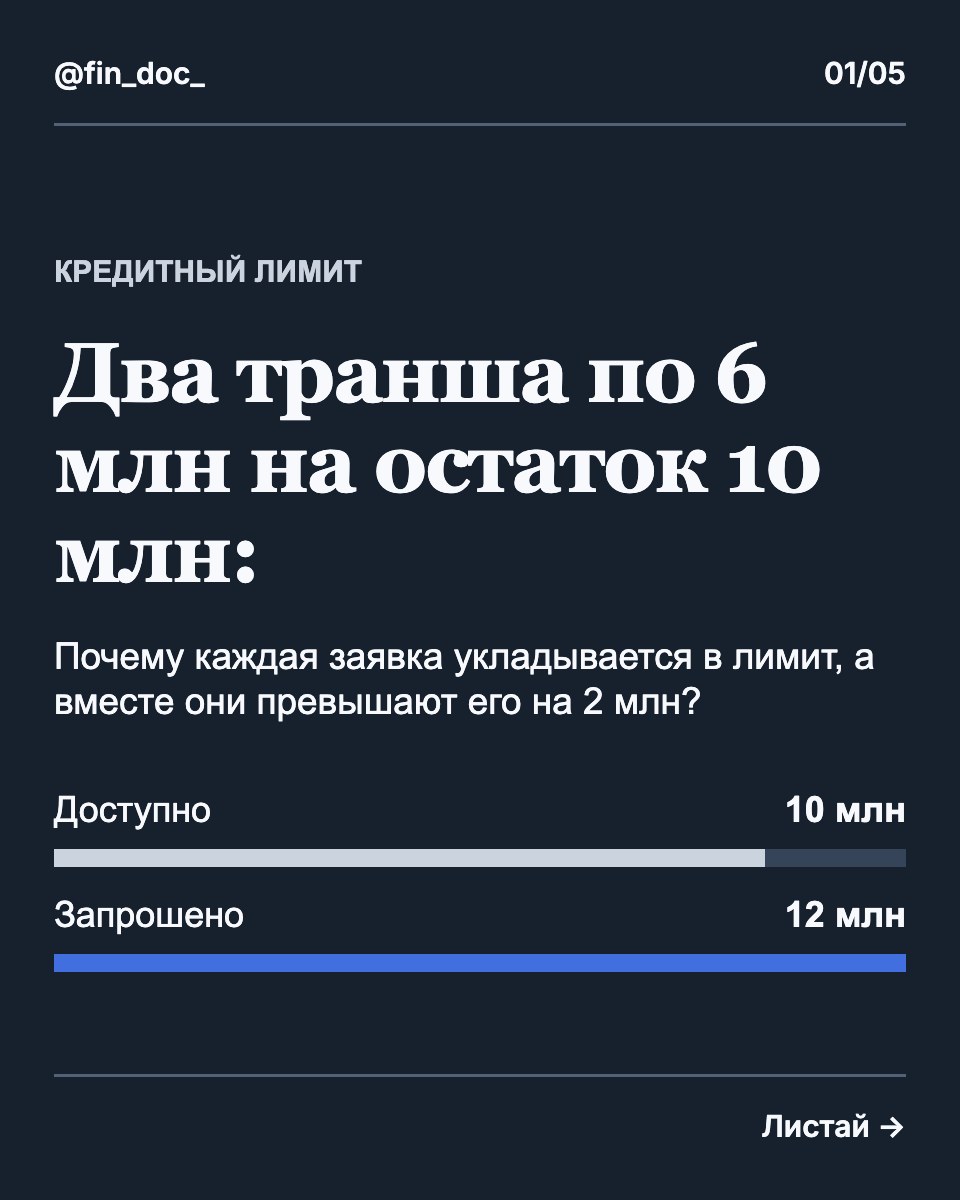 @fin_doc_
01/05
КРЕДИТНЫЙ ЛИМИТ
Два транша по 6
млн на остаток 10
млн:
Почему каждая заявка укладывается в лимит, а
вместе они превышают его на 2 млн?
Доступно
10 млн
Запрошено
12 млн
Листай →